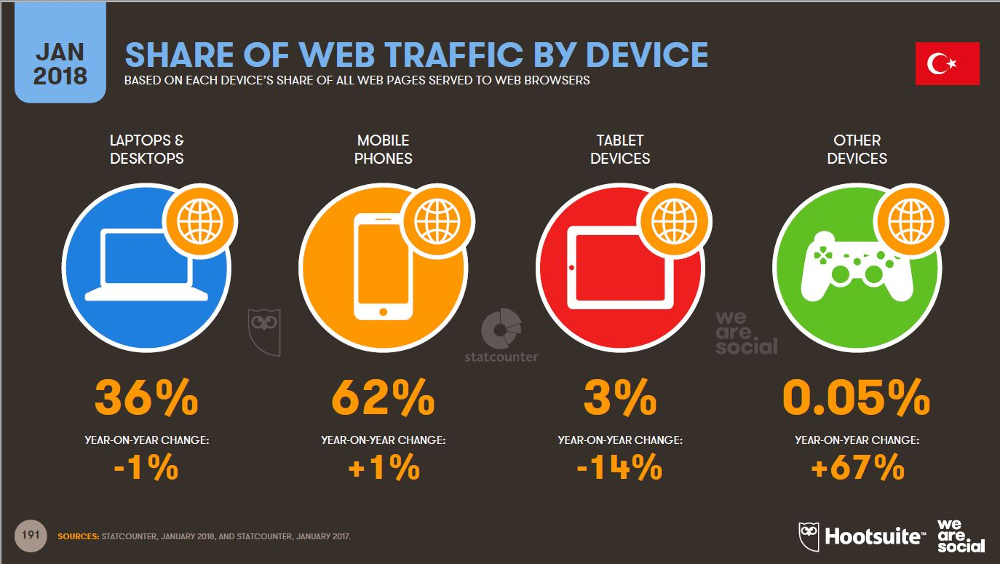 JAN
2018
SHARE OF WEB TRAFFIC BY DEVICE
BASED ON EACH DEVICE'S SHARE OF ALL WEB PAGES SERVED TO WEB BROWSERS
LAPTOPS &
DESKTOPS
MOBILE
PHONES
TABLET
DEVICES
OTHER
DEVICES
statcounter
we
are
social
36%
62%
3%
0.05%
YEAR-ON-YEAR CHANGE:
-1%
YEAR-ON-YEAR CHANGE:
+1%
YEAR-ON-YEAR CHANGE:
-14%
YEAR-ON-YEAR CHANGE:
+67%
191
SOURCES: STATCOUNTER, JANUARY 2018, AND STATCOUNTER, JANUARY 2017.
Hootsuite™
we
are
social